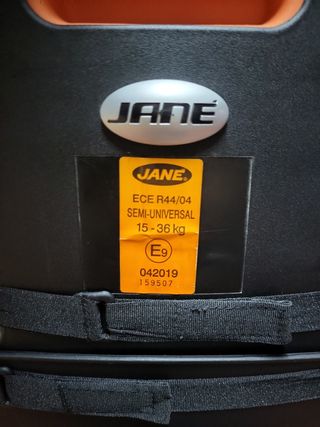 JANÉ
JANÉ
ECE R44/04
SEMI-UNIVERSAL
15 - 36 kg
E9
042019
159507